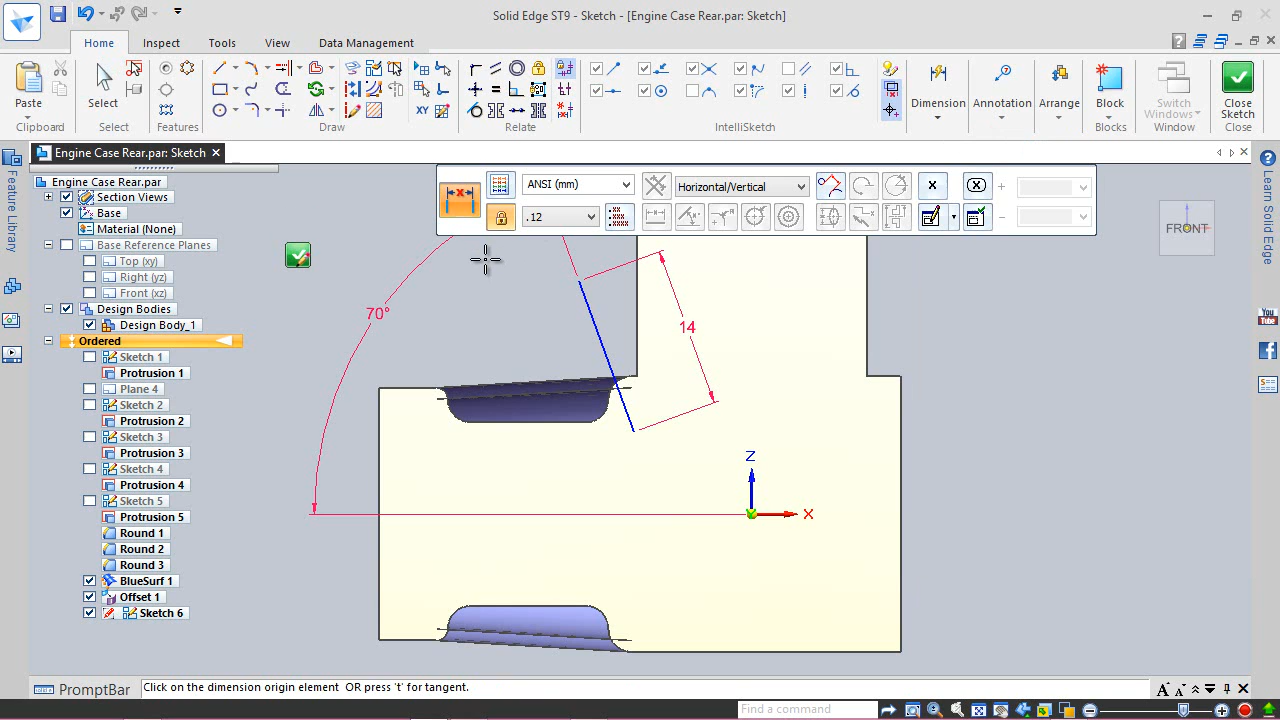 Solid Edge ST9 - Sketch - [Engine Case Rear.par: Sketch]
Home
Inspect
Tools
View
Data Management
Paste
Select
Dimension
Annotation
Arrange
Block
Switch
Windows
Close
Sketch
Clipboard
Select
Features
Draw
Relate
IntelliSketch
Blocks
Window
Close
Engine Case Rear.par: Sketch
Feature Library
Learn Solid Edge
You
Tube
Engine Case Rear.par
Section Views
Base
Material (None)
Base Reference Planes
Top (xy)
Right (yz)
Front (xz)
Design Bodies
Design Body_1
Ordered
Sketch 1
Protrusion 1
Plane 4
Sketch 2
Protrusion 2
Sketch 3
Protrusion 3
Sketch 4
Protrusion 4
Sketch 5
Protrusion 5
Round 1
Round 2
Round 3
BlueSurf 1
Offset 1
Sketch 6
ANSI (mm)
Horizontal/Vertical
.12
FRONT
70°
14
Z
X
PromptBar
Click on the dimension origin element OR press 't' for tangent.
Find a command